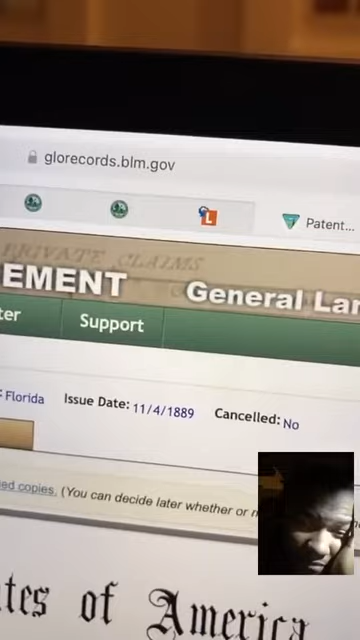 glorecords.blm.gov
L Patent...
PRIVATE CLAIMS
EMENT General Lan
ter Support
Florida Issue Date: 11/4/1889 Cancelled: No
ed copies. (You can decide later whether or
tes of America